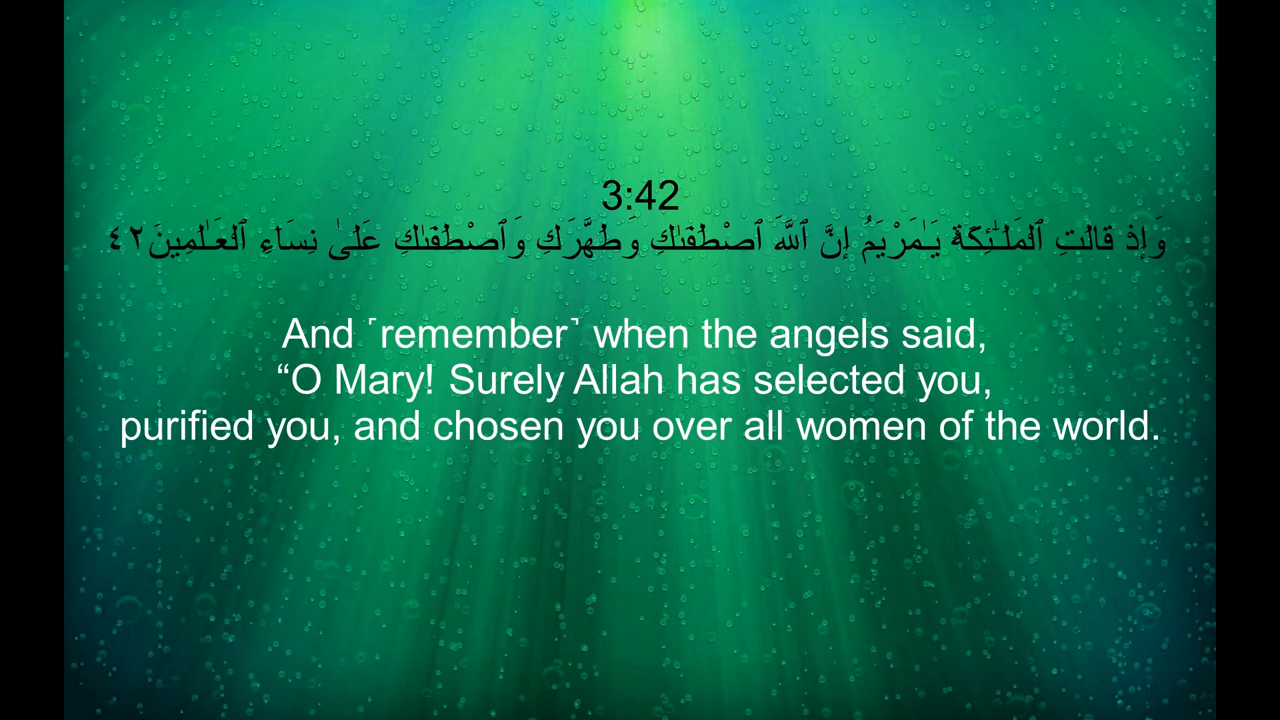 3:42
وَإِذْ قَالَتِ ٱلْمَلَـٰٓئِكَةُ يَـٰمَرْيَمُ إِنَّ ٱللَّهَ ٱصْطَفَىٰكِ وَطَهَّرَكِ وَٱصْطَفَىٰكِ عَلَىٰ نِسَآءِ ٱلْعَـٰلَمِينَ ٤٢
And ˹remember˺ when the angels said,
“O Mary! Surely Allah has selected you,
purified you, and chosen you over all women of the world.